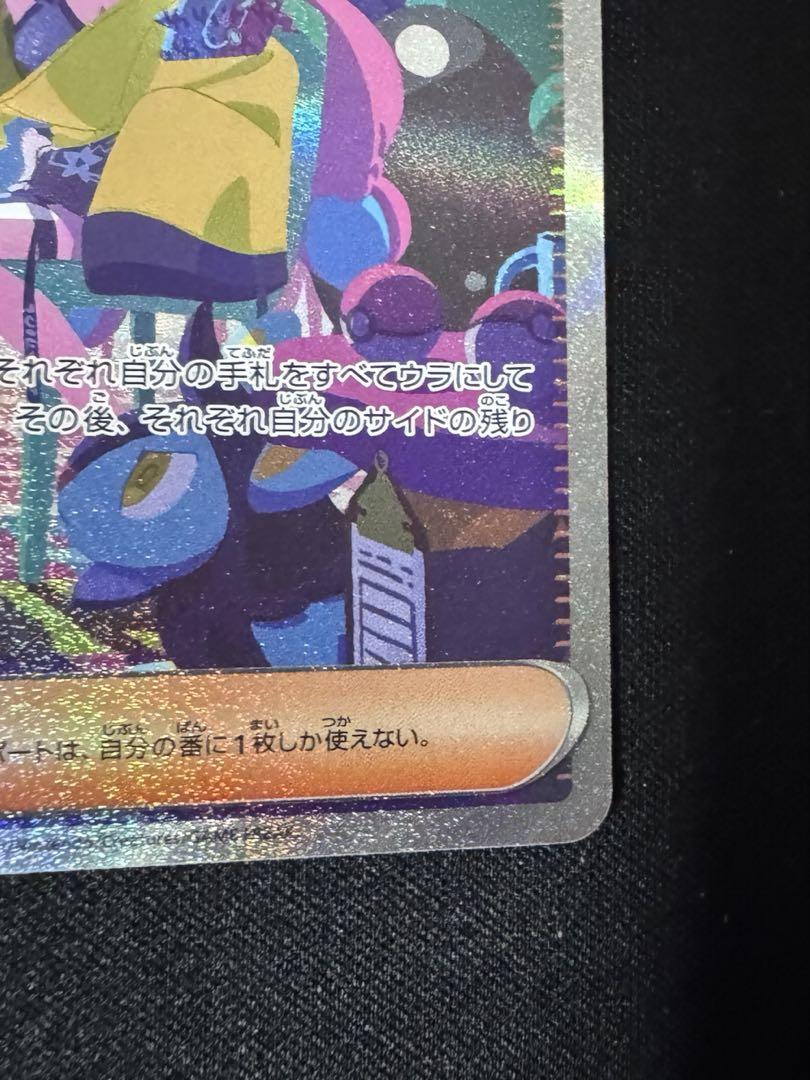 それぞれ自分の手札をすべてウラにして
その後、それぞれ自分のサイドの残り
ートは、自分の番に1枚しか使えない。